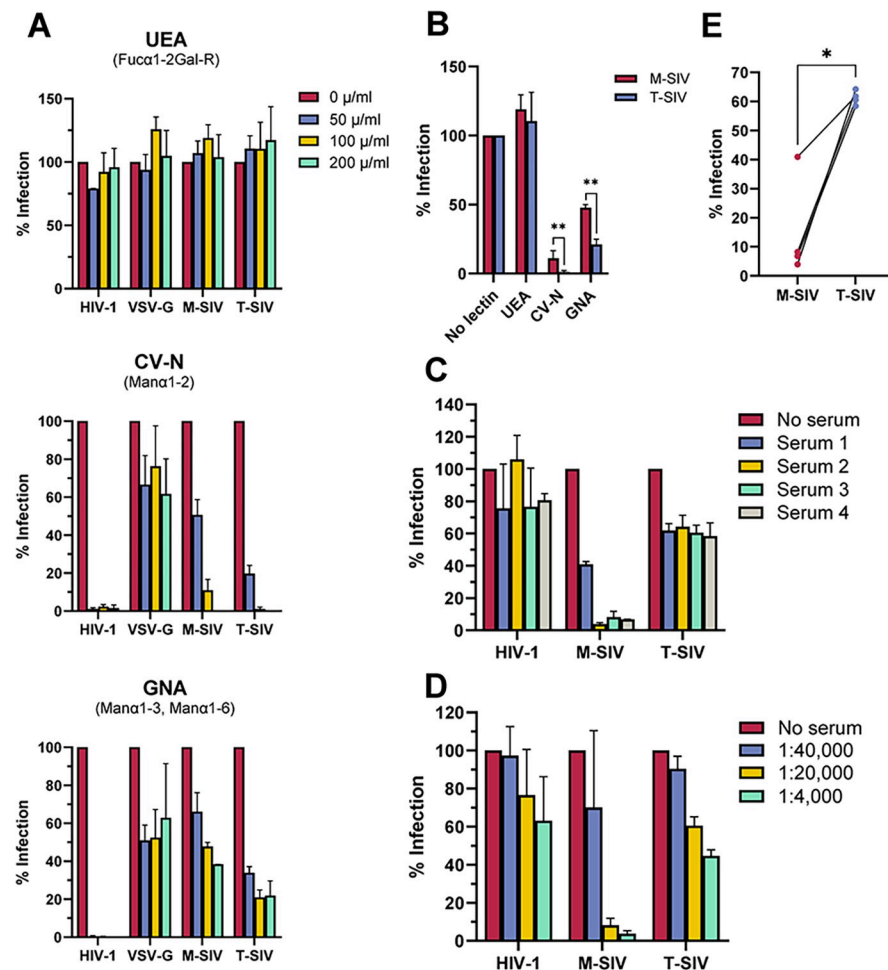 A
UEA
(Fucα1-2Gal-R)
% Infection
150
100
50
0
HIV-1 VSV-G M-SIV T-SIV
0 µ/ml
50 µ/ml
100 µ/ml
200 µ/ml
CV-N
(Manα1-2)
% Infection
100
80
60
40
20
0
HIV-1 VSV-G M-SIV T-SIV
GNA
(Manα1-3, Manα1-6)
% Infection
100
80
60
40
20
0
HIV-1 VSV-G M-SIV T-SIV
B
% Infection
150
100
50
0
** **
No lectin UEA CV-N GNA
M-SIV
T-SIV
E
*
% Infection
70
60
50
40
30
20
10
0
M-SIV T-SIV
C
% Infection
140
120
100
80
60
40
20
0
HIV-1 M-SIV T-SIV
No serum
Serum 1
Serum 2
Serum 3
Serum 4
D
% Infection
120
100
80
60
40
20
0
HIV-1 M-SIV T-SIV
No serum
1:40,000
1:20,000
1:4,000